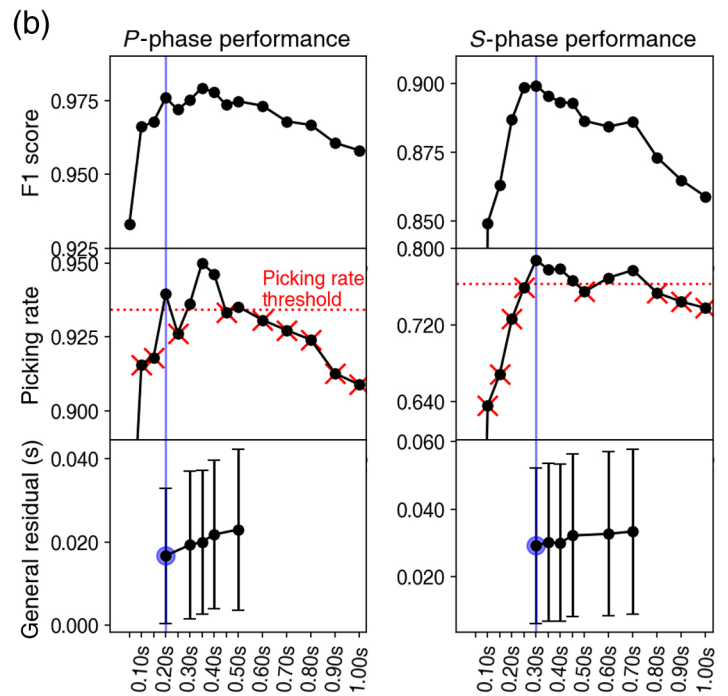 (b)
P-phase performance
S-phase performance
F1 score
0.975
0.950
0.925
0.900
0.875
0.850
Picking rate
0.950
0.925
0.900
Picking rate
threshold
0.800
0.720
0.640
General residual (s)
0.040
0.020
0.000
0.060
0.040
0.020
0.10s
0.20s
0.30s
0.40s
0.50s
0.60s
0.70s
0.80s
0.90s
1.00s
0.10s
0.20s
0.30s
0.40s
0.50s
0.60s
0.70s
0.80s
0.90s
1.00s